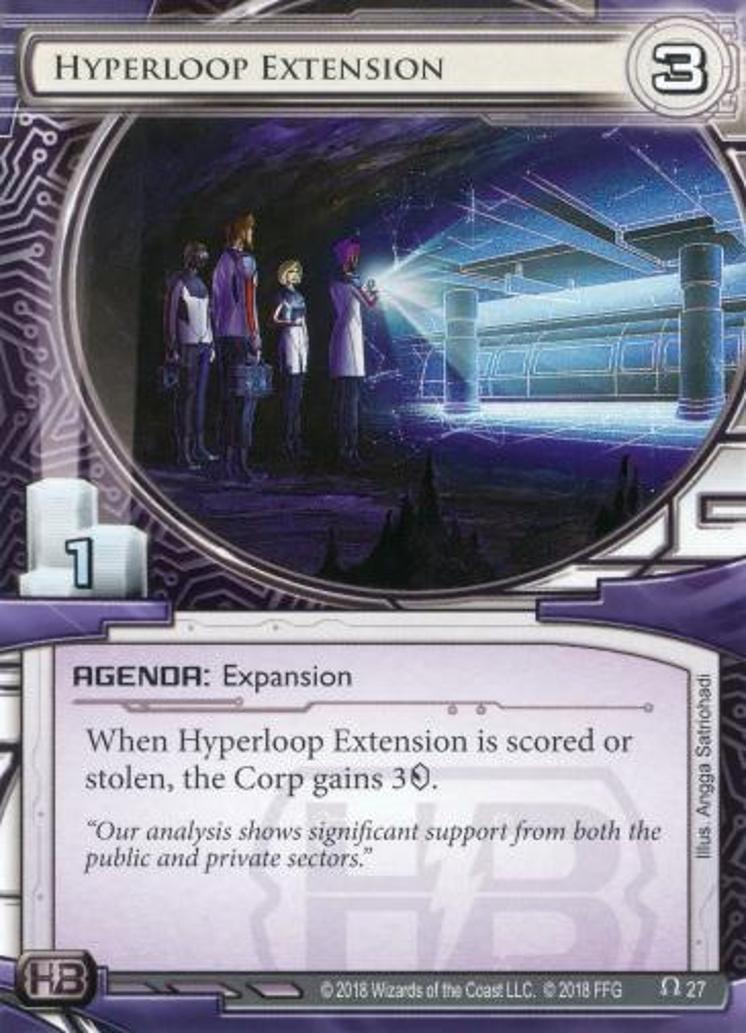 HYPERLOOP EXTENSION
3
1
AGENDA: Expansion
When Hyperloop Extension is scored or
stolen, the Corp gains 3.
“Our analysis shows significant support from both the
public and private sectors.”
Illus. Angga Satriohadi
HB
HB
© 2018 Wizards of the Coast LLC. © 2018 FFG
Ω 27